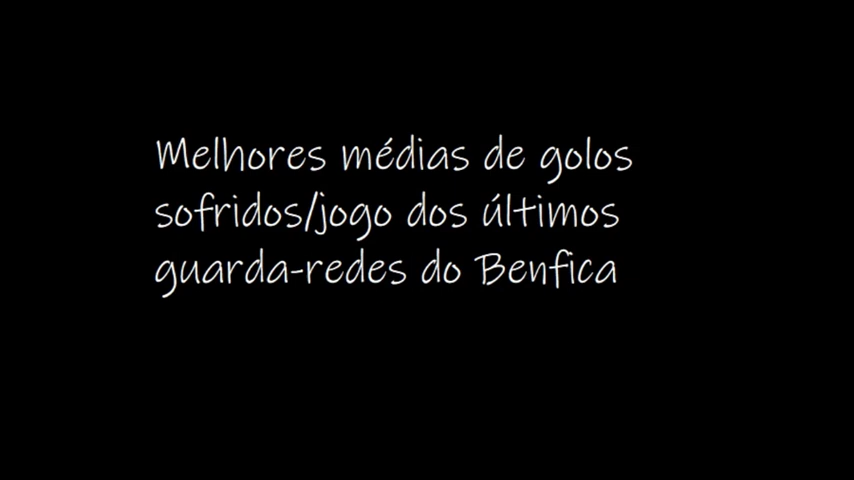 Melhores médias de golos
sofridos/jogo dos últimos
guarda-redes do Benfica